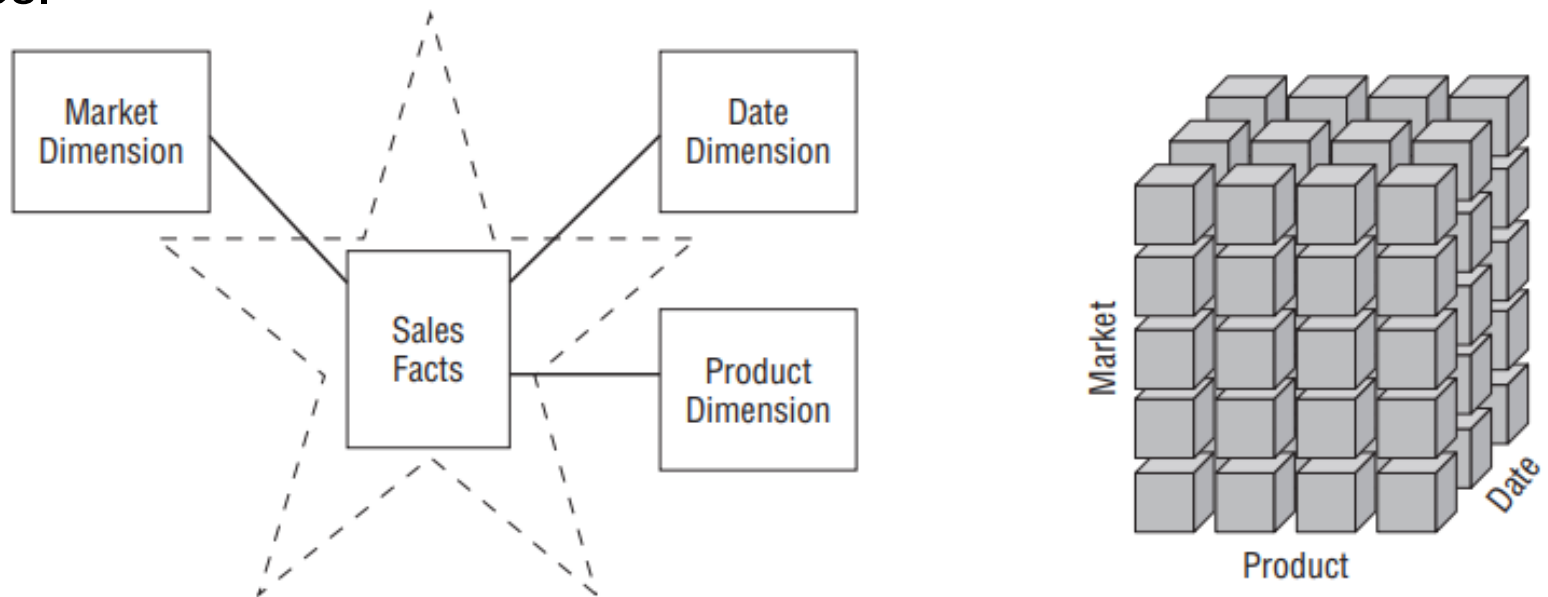 Market
Dimension
Date
Dimension
Sales
Facts
Product
Dimension
Market
Product
Date